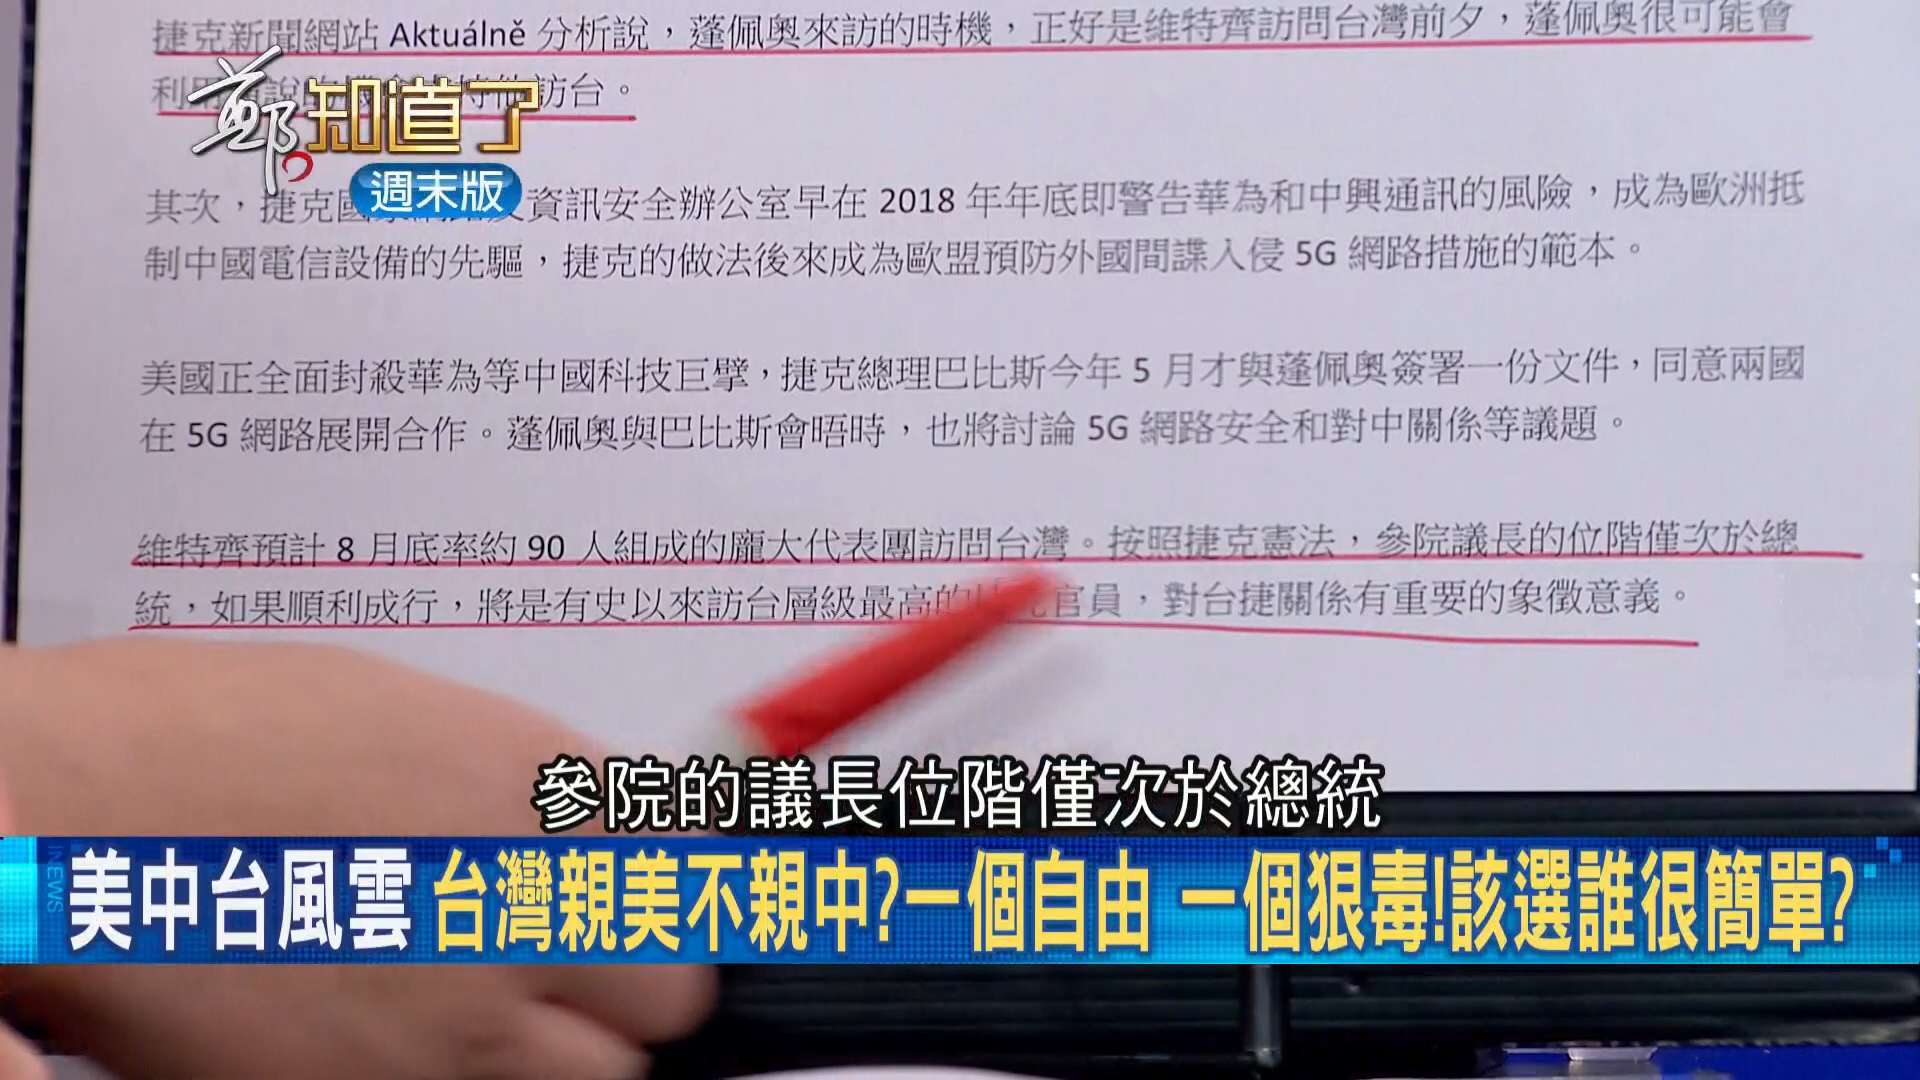 捷克新聞網站 Aktuálně 分析說，蓬佩奧來訪的時機，正好是維特齊訪問台灣前夕，蓬佩奧很可能會
利用 訪台。
鄭知道了
週末版
其次，捷克國 資訊安全辦公室早在 2018 年年底即警告華為和中興通訊的風險，成為歐洲抵
制中國電信設備的先驅，捷克的做法後來成為歐盟預防外國間諜入侵 5G 網路措施的範本。
美國正全面封殺華為等中國科技巨擘，捷克總理巴比斯今年 5 月才與蓬佩奧簽署一份文件，同意兩國
在 5G 網路展開合作。蓬佩奧與巴比斯會晤時，也將討論 5G 網路安全和對中關係等議題。
維特齊預計 8 月底率約 90 人組成的龐大代表團訪問台灣。按照捷克憲法，參院議長的位階僅次於總
統，如果順利成行，將是有史以來訪台層級最高的 官員，對台捷關係有重要的象徵意義。
參院的議長位階僅次於總統
INEWS
美中台風雲 台灣親美不親中?一個自由 一個狠毒!該選誰很簡單?